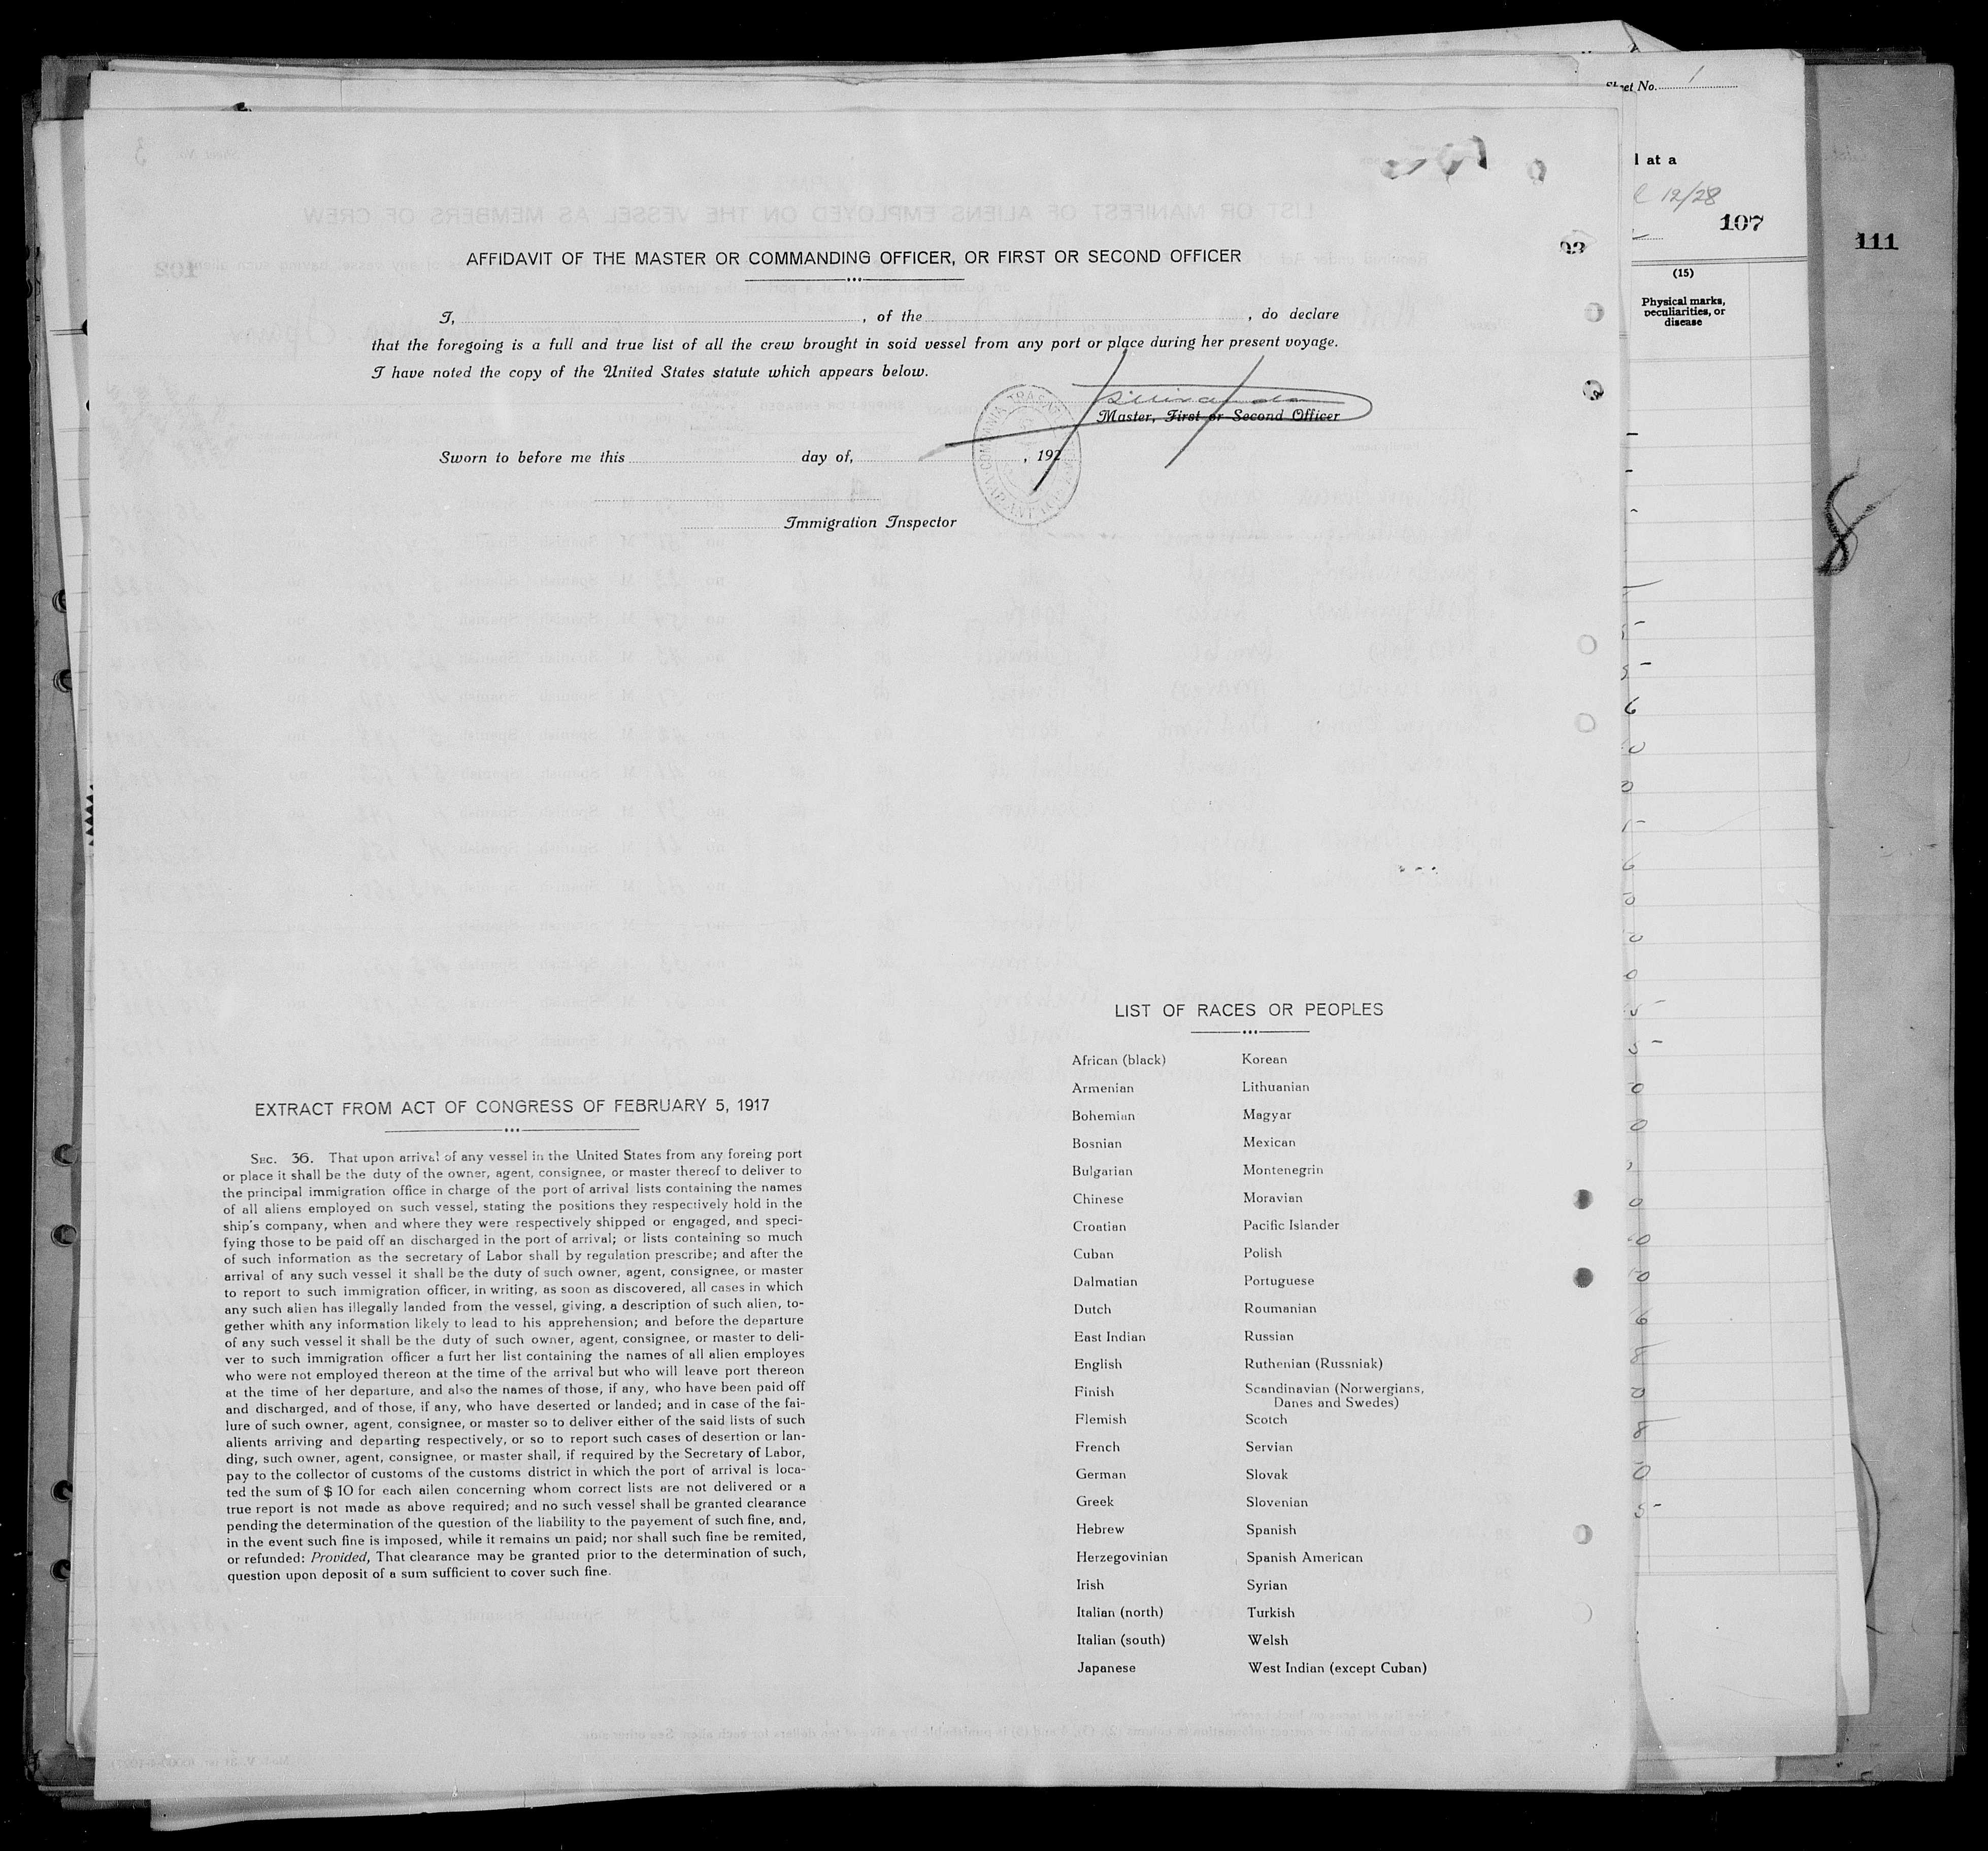 Sheet No. 1
l at a
12/28
107
111
93
(15)
Physical marks,
peculiarities, or
disease
8
AFFIDAVIT OF THE MASTER OR COMMANDING OFFICER, OR FIRST OR SECOND OFFICER
I, , of the , do declare
that the foregoing is a full and true list of all the crew brought in soid vessel from any port or place during her present voyage.
I have noted the copy of the United States statute which appears below.
Master, First or Second Officer
Sworn to before me this day of, , 192
Immigration Inspector
EXTRACT FROM ACT OF CONGRESS OF FEBRUARY 5, 1917
SEC. 36. That upon arrival of any vessel in the United States from any foreing port
or place it shall be the duty of the owner, agent, consignee, or master thereof to deliver to
the principal immigration office in charge of the port of arrival lists containing the names
of all aliens employed on such vessel, stating the positions they respectively hold in the
ship's company, when and where they were respectively shipped or engaged, and speci-
fying those to be paid off an discharged in the port of arrival; or lists containing so much
of such information as the secretary of Labor shall by regulation prescribe; and after the
arrival of any such vessel it shall be the duty of such owner, agent, consignee, or master
to report to such immigration officer, in writing, as soon as discovered, all cases in which
any such alien has illegally landed from the vessel, giving, a description of such alien, to-
gether whith any information likely to lead to his apprehension; and before the departure
of any such vessel it shall be the duty of such owner, agent, consignee, or master to deli-
ver to such immigration officer a furt her list containing the names of all alien employes
who were not employed thereon at the time of the arrival but who will leave port thereon
at the time of her departure, and also the names of those, if any, who have been paid off
and discharged, and of those, if any, who have deserted or landed; and in case of the fai-
lure of such owner, agent, consignee, or master so to deliver either of the said lists of such
alients arriving and departing respectively, or so to report such cases of desertion or lan-
ding, such owner, agent, consignee, or master shall, if required by the Secretary of Labor,
pay to the collector of customs of the customs district in which the port of arrival is loca-
ted the sum of $ 10 for each ailen concerning whom correct lists are not delivered or a
true report is not made as above required; and no such vessel shall be granted clearance
pending the determination of the question of the liability to the payement of such fine, and,
in the event such fine is imposed, while it remains un paid; nor shall such fine be remited,
or refunded: Provided, That clearance may be granted prior to the determination of such,
question upon deposit of a sum sufficient to cover such fine.
LIST OF RACES OR PEOPLES
African (black) Korean
Armenian Lithuanian
Bohemian Magyar
Bosnian Mexican
Bulgarian Montenegrin
Chinese Moravian
Croatian Pacific Islander
Cuban Polish
Dalmatian Portuguese
Dutch Roumanian
East Indian Russian
English Ruthenian (Russniak)
Finish Scandinavian (Norwergians,
Danes and Swedes)
Flemish Scotch
French Servian
German Slovak
Greek Slovenian
Hebrew Spanish
Herzegovinian Spanish American
Irish Syrian
Italian (north) Turkish
Italian (south) Welsh
Japanese West Indian (except Cuban)